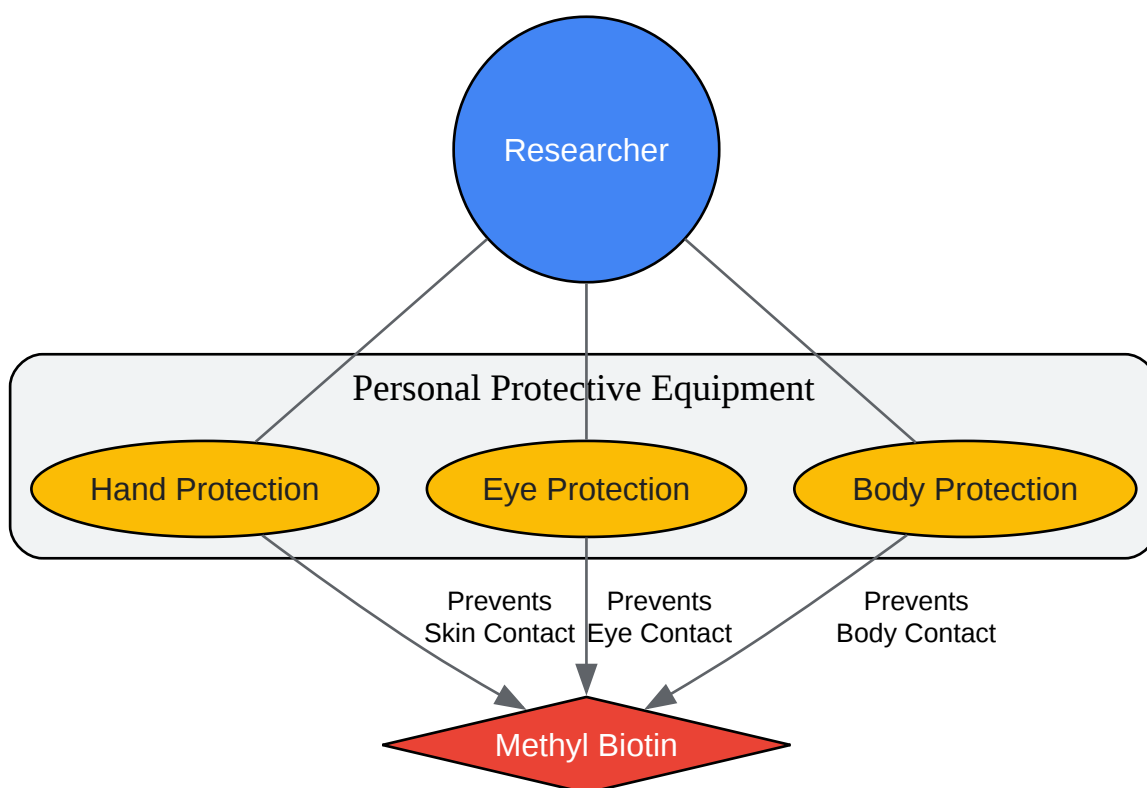 Researcher
Personal Protective Equipment
Hand Protection
Eye Protection
Body Protection
Prevents
Skin Contact
Prevents
Eye Contact
Prevents
Body Contact
Methyl Biotin